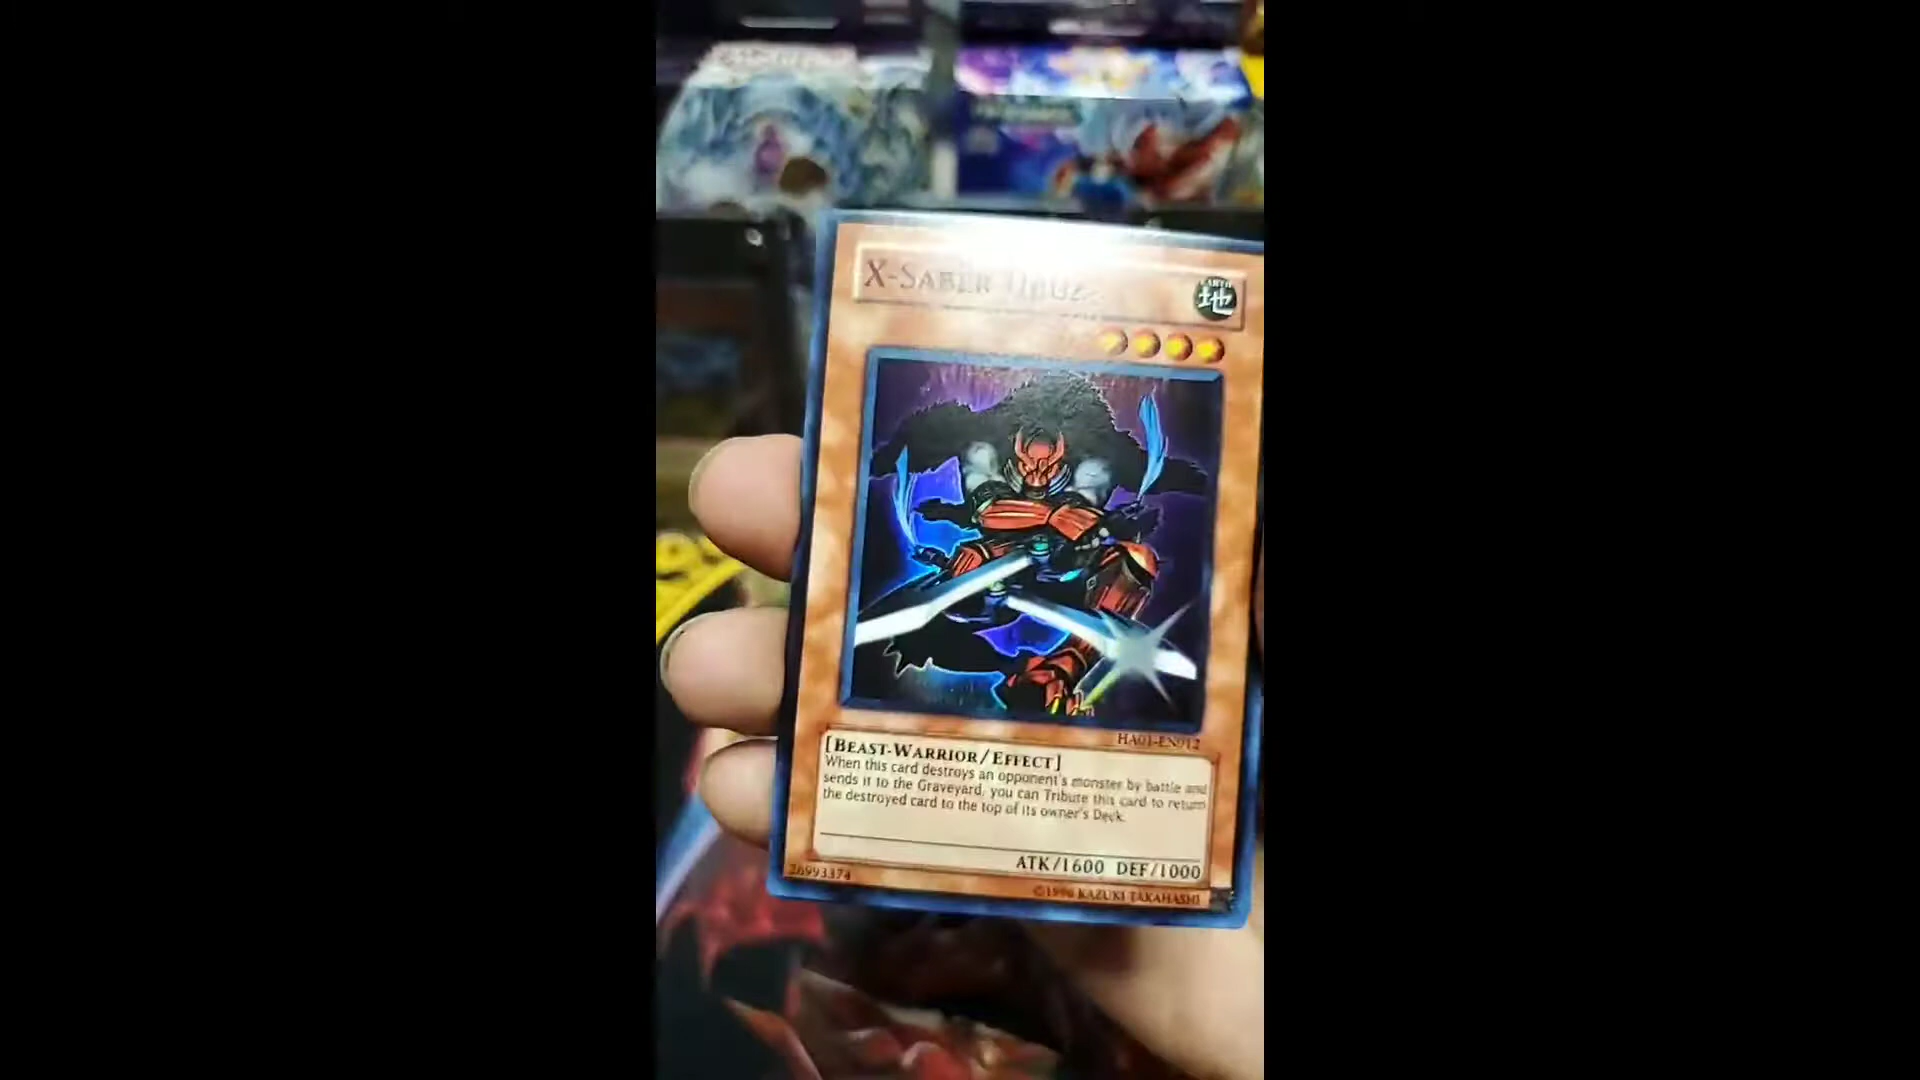 X-SABER
EARTH
地
HA01-EN012
[BEAST-WARRIOR/EFFECT]
When this card destroys an opponent's monster by battle and
sends it to the Graveyard, you can Tribute this card to return
the destroyed card to the top of its owner's Deck.
ATK/1600 DEF/1000
26993374
©1996 KAZUKI TAKAHASHI